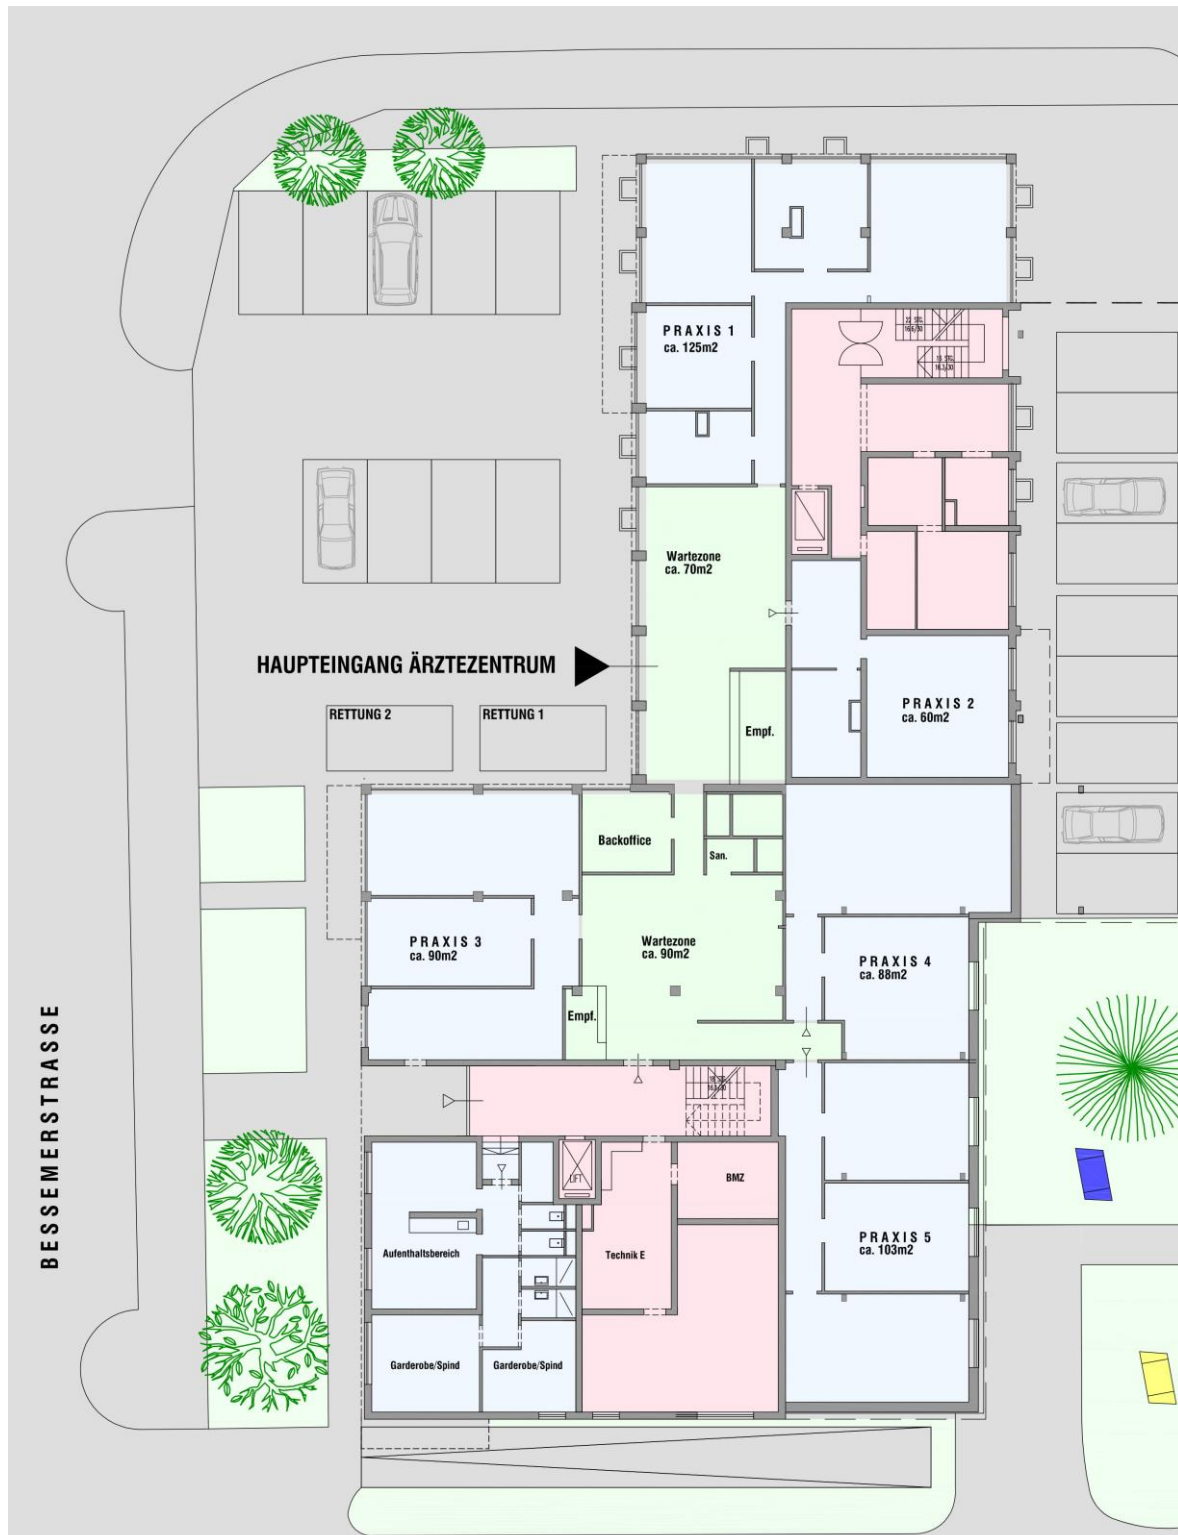 PRAXIS 1
ca. 125m2
Wartezone
ca. 70m2
HAUPTEINGANG ÄRZTEZENTRUM
RETTUNG 2
RETTUNG 1
PRAXIS 2
ca. 60m2
Empf.
Backoffice
San.
PRAXIS 3
ca. 90m2
Wartezone
ca. 90m2
PRAXIS 4
ca. 88m2
Empf.
BESSEMERSTRASSE
LIFT
BMZ
Aufenthaltsbereich
Technik E
PRAXIS 5
ca. 103m2
Garderobe/Spind
Garderobe/Spind